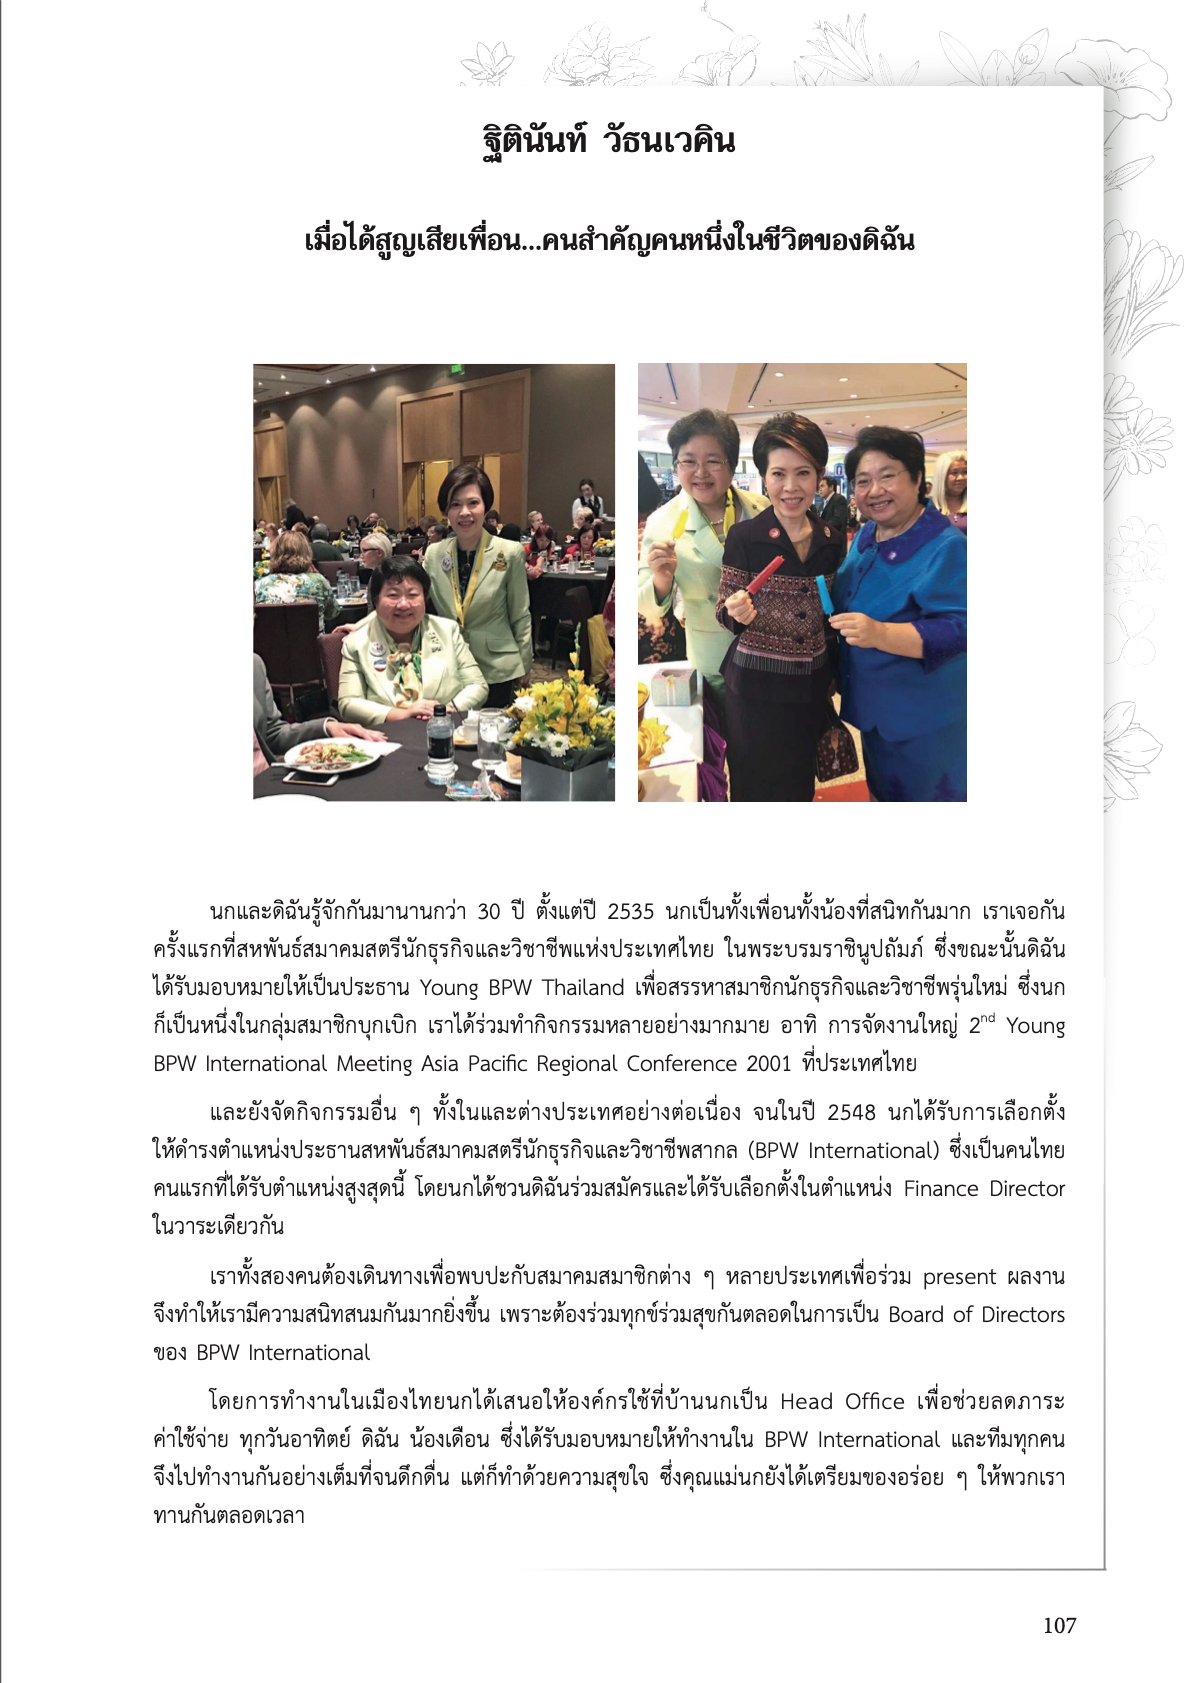 ฐิตินันท์ วัธนเวคิน
เมื่อได้สูญเสียเพื่อน...คนสำคัญคนหนึ่งในชีวิตของดิฉัน
นกและดิฉันรู้จักกันมานานกว่า 30 ปี ตั้งแต่ปี 2535 นกเป็นทั้งเพื่อนทั้งน้องที่สนิทกันมาก เราเจอกัน
ครั้งแรกที่สหพันธ์สมาคมสตรีนักธุรกิจและวิชาชีพแห่งประเทศไทย ในพระบรมราชินูปถัมภ์ ซึ่งขณะนั้นดิฉัน
ได้รับมอบหมายให้เป็นประธาน Young BPW Thailand เพื่อสรรหาสมาชิกนักธุรกิจและวิชาชีพรุ่นใหม่ ซึ่งนก
ก็เป็นหนึ่งในกลุ่มสมาชิกบุกเบิก เราได้ร่วมทำกิจกรรมหลายอย่างมากมาย อาทิ การจัดงานใหญ่ 2nd Young
BPW International Meeting Asia Pacific Regional Conference 2001 ที่ประเทศไทย
และยังจัดกิจกรรมอื่น ๆ ทั้งในและต่างประเทศอย่างต่อเนื่อง จนในปี 2548 นกได้รับการเลือกตั้ง
ให้ดำรงตำแหน่งประธานสหพันธ์สมาคมสตรีนักธุรกิจและวิชาชีพสากล (BPW International) ซึ่งเป็นคนไทย
คนแรกที่ได้รับตำแหน่งสูงสุดนี้ โดยนกได้ชวนดิฉันร่วมสมัครและได้รับเลือกตั้งในตำแหน่ง Finance Director
ในวาระเดียวกัน
เราทั้งสองคนต้องเดินทางเพื่อพบปะกับสมาคมสมาชิกต่าง ๆ หลายประเทศเพื่อร่วม present ผลงาน
จึงทำให้เรามีความสนิทสนมกันมากยิ่งขึ้น เพราะต้องร่วมทุกข์ร่วมสุขกันตลอดในการเป็น Board of Directors
ของ BPW International
โดยการทำงานในเมืองไทยนกได้เสนอให้องค์กรใช้ที่บ้านนกเป็น Head Office เพื่อช่วยลดภาระ
ค่าใช้จ่าย ทุกวันอาทิตย์ ดิฉัน น้องเดือน ซึ่งได้รับมอบหมายให้ทำงานใน BPW International และทีมทุกคน
จึงไปทำงานกันอย่างเต็มที่จนดึกดื่น แต่ก็ทำด้วยความสุขใจ ซึ่งคุณแม่นกยังได้เตรียมของอร่อย ๆ ให้พวกเรา
ทานกันตลอดเวลา
107